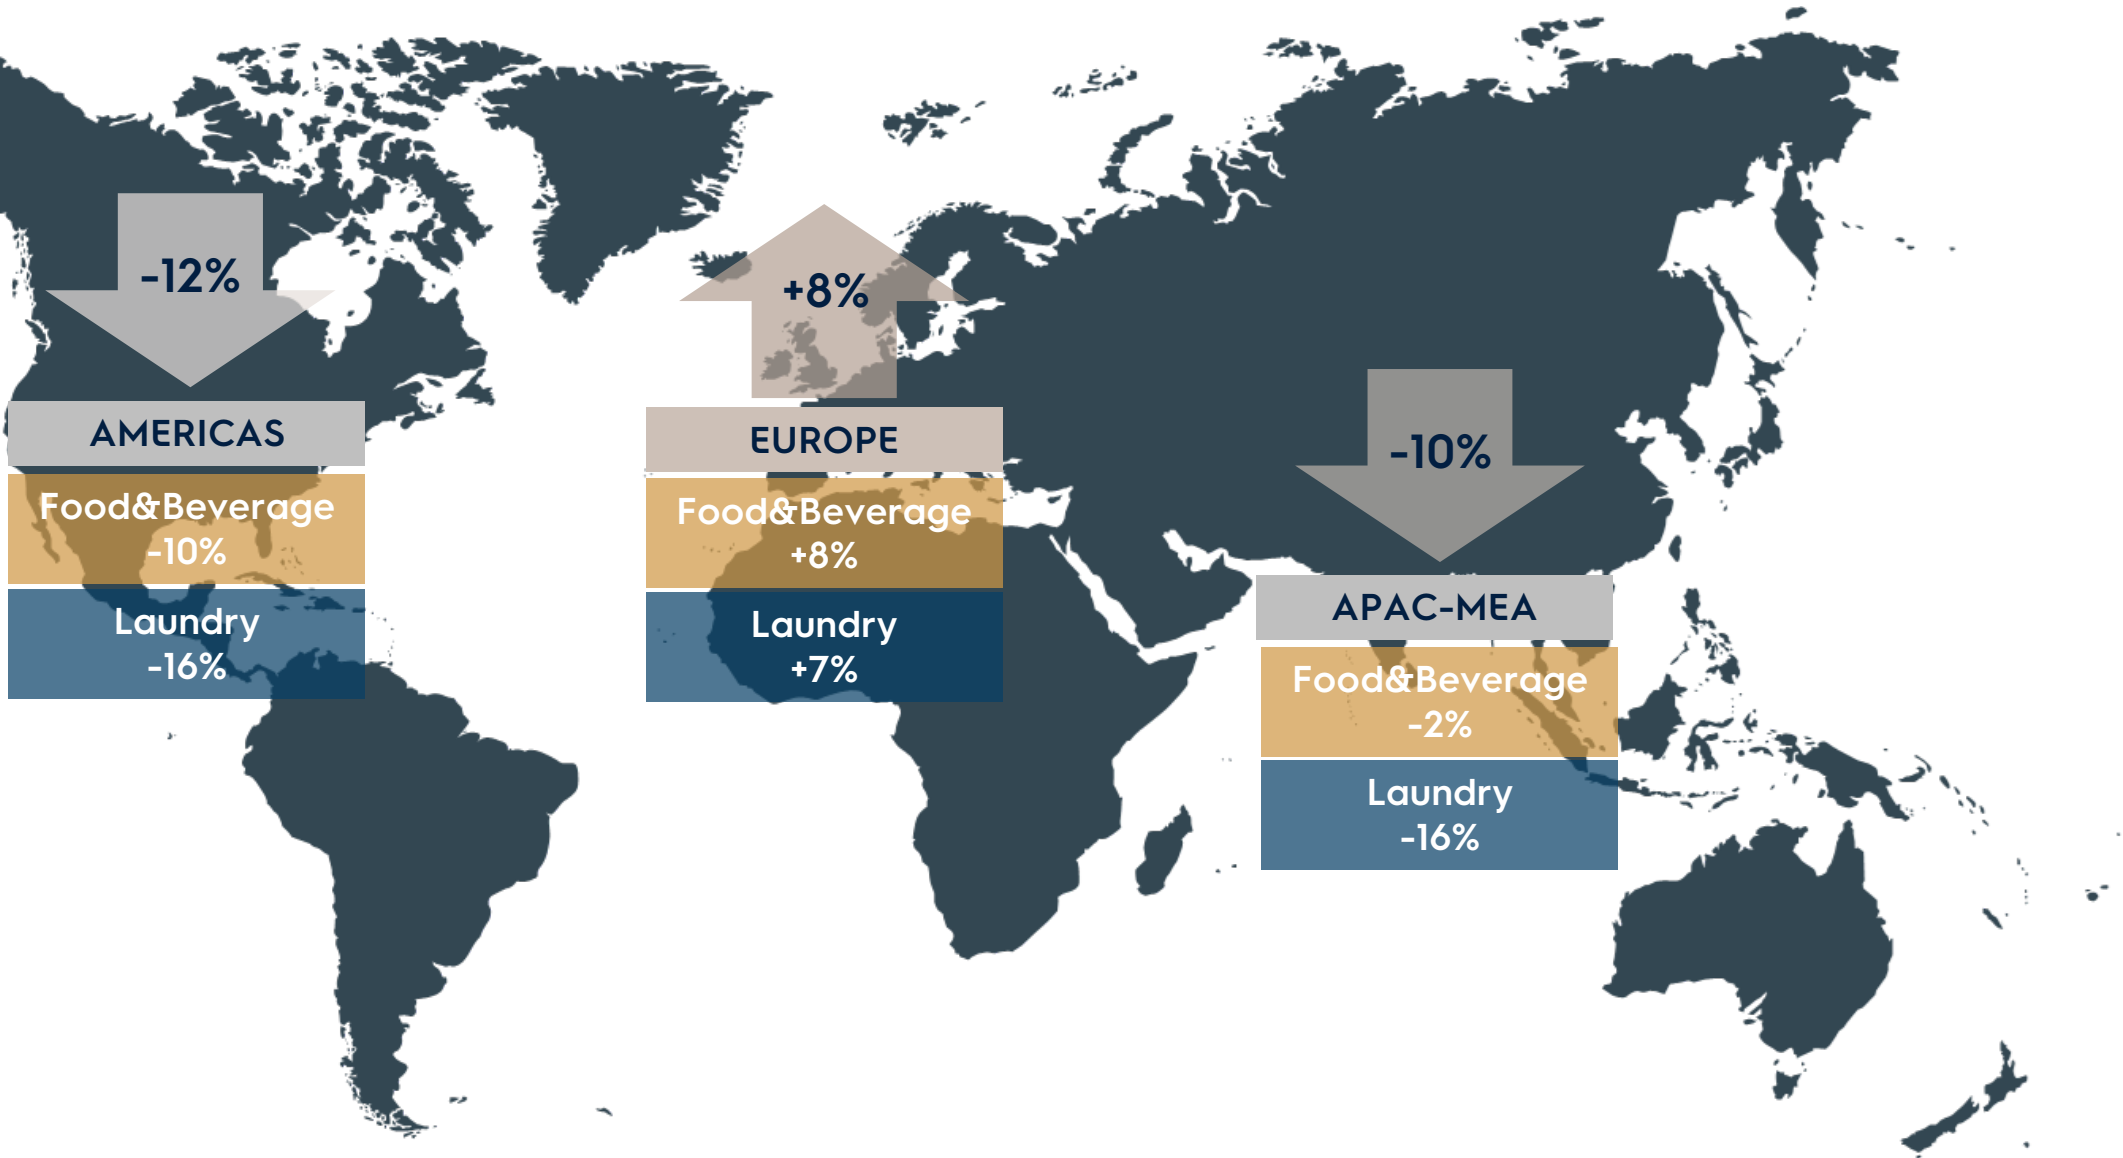 -12%
AMERICAS
Food&Beverage
-10%
Laundry
-16%
+8%
EUROPE
Food&Beverage
+8%
Laundry
+7%
-10%
APAC-MEA
Food&Beverage
-2%
Laundry
-16%